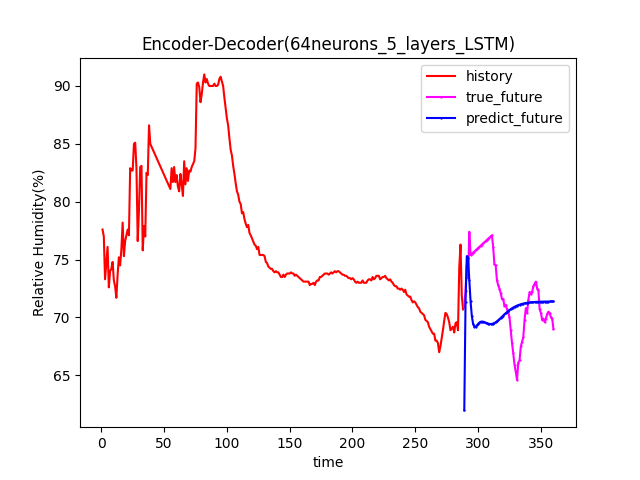 Encoder-Decoder(64neurons_5_layers_LSTM)
history
true_future
predict_future
Relative Humidity(%)
90
85
80
75
70
65
0 50 100 150 200 250 300 350
time